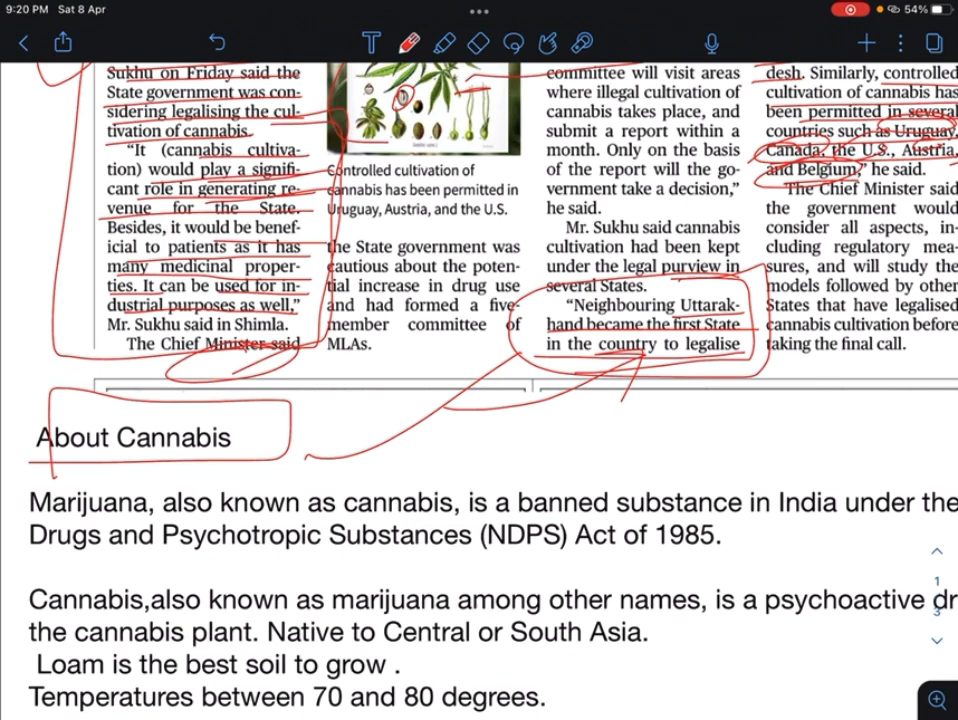 9:20 PM Sat 8 Apr
54%
Sukhu on Friday said the
State government was con-
sidering legalising the cul-
tivation of cannabis.
"It (cannabis cultiva-
tion) would play a signifi-
cant role in generating re-
venue for the State.
Besides, it would be benef-
icial to patients as it has
many medicinal proper-
ties. It can be used for in-
dustrial purposes as well,"
Mr. Sukhu said in Shimla.
The Chief Minister said
Controlled cultivation of
cannabis has been permitted in
Uruguay, Austria, and the U.S.
the State government was
cautious about the poten-
tial increase in drug use
and had formed a five-
member committee of
MLAs.
committee will visit areas
where illegal cultivation of
cannabis takes place, and
submit a report within a
month. Only on the basis
of the report will the go-
vernment take a decision,"
he said.
Mr. Sukhu said cannabis
cultivation had been kept
under the legal purview in
several States.
"Neighbouring Uttarak-
hand became the first State
in the country to legalise
desh. Similarly, controlled
cultivation of cannabis has
been permitted in several
countries such as Uruguay,
Canada, the U.S., Austria,
and Belgium," he said.
The Chief Minister said
the government would
consider all aspects, in-
cluding regulatory mea-
sures, and will study the
models followed by other
States that have legalised
cannabis cultivation before
taking the final call.
About Cannabis
Marijuana, also known as cannabis, is a banned substance in India under the
Drugs and Psychotropic Substances (NDPS) Act of 1985.
Cannabis,also known as marijuana among other names, is a psychoactive dr
the cannabis plant. Native to Central or South Asia.
Loam is the best soil to grow .
Temperatures between 70 and 80 degrees.
1
3